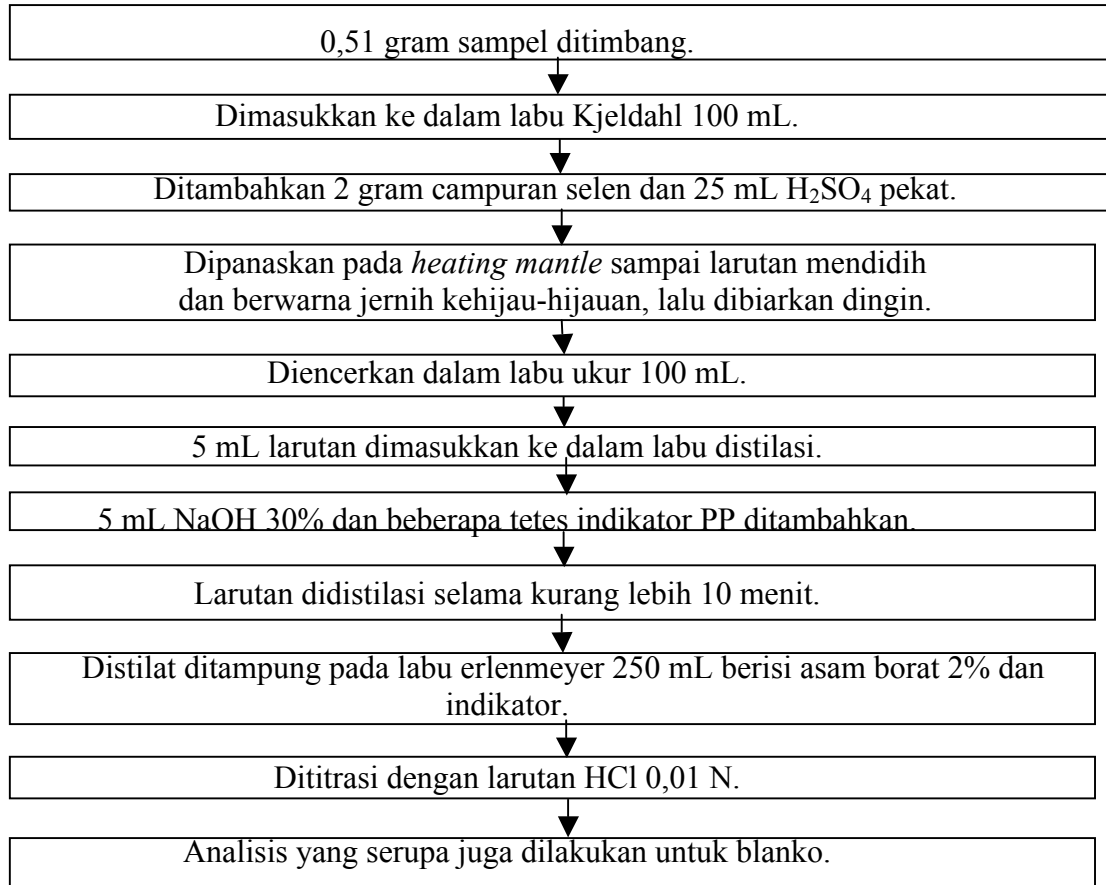 0,51 gram sampel ditimbang.
Dimasukkan ke dalam labu Kjeldahl 100 mL.
Ditambahkan 2 gram campuran selen dan 25 mL H₂SO₄ pekat.
Dipanaskan pada heating mantle sampai larutan mendidih
dan berwarna jernih kehijau-hijauan, lalu dibiarkan dingin.
Diencerkan dalam labu ukur 100 mL.
5 mL larutan dimasukkan ke dalam labu distilasi.
5 mL NaOH 30% dan beberapa tetes indikator PP ditambahkan.
Larutan didistilasi selama kurang lebih 10 menit.
Distilat ditampung pada labu erlenmeyer 250 mL berisi asam borat 2% dan
indikator.
Dititrasi dengan larutan HCl 0,01 N.
Analisis yang serupa juga dilakukan untuk blanko.